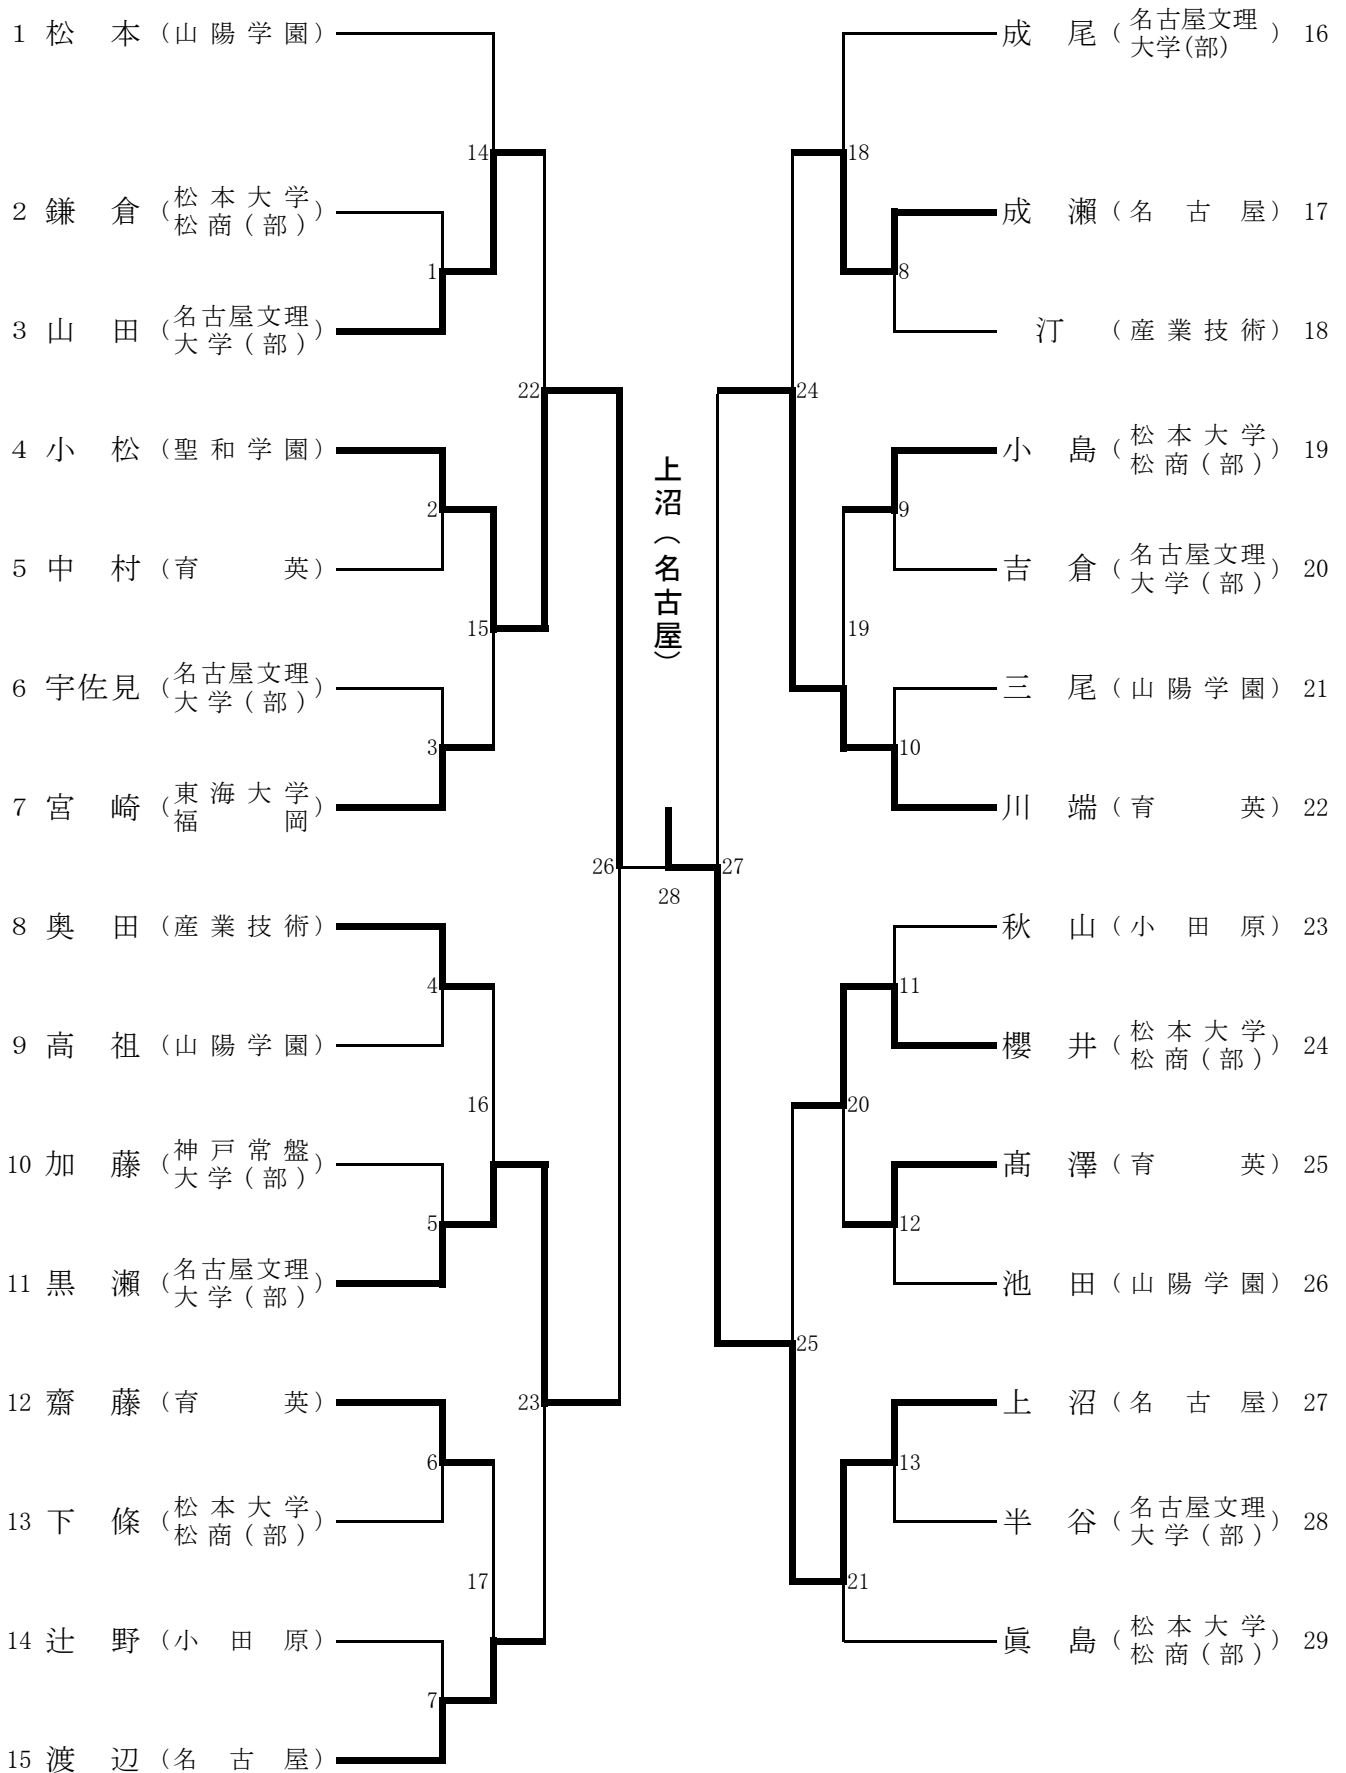 1 松本 (山陽学園)
2 鎌倉 (松本大学
松商(部))
3 山田 (名古屋文理
大学(部))
4 小松 (聖和学園)
5 中村 (育英)
6 宇佐見 (名古屋文理
大学(部))
7 宮崎 (東海大学
福岡)
8 奥田 (産業技術)
9 高祖 (山陽学園)
10 加藤 (神戸常盤
大学(部))
11 黒瀬 (名古屋文理
大学(部))
12 齋藤 (育英)
13 下條 (松本大学
松商(部))
14 辻野 (小田原)
15 渡辺 (名古屋)
14
1
22
2
15
3
26
4
16
5
23
6
17
7
上沼(名古屋)
28
18
8
24
9
19
10
27
11
20
12
25
13
21
成尾 (名古屋文理
大学(部)) 16
成瀬 (名古屋) 17
汀 (産業技術) 18
小島 (松本大学
松商(部)) 19
吉倉 (名古屋文理
大学(部)) 20
三尾 (山陽学園) 21
川端 (育英) 22
秋山 (小田原) 23
櫻井 (松本大学
松商(部)) 24
髙澤 (育英) 25
池田 (山陽学園) 26
上沼 (名古屋) 27
半谷 (名古屋文理
大学(部)) 28
眞島 (松本大学
松商(部)) 29